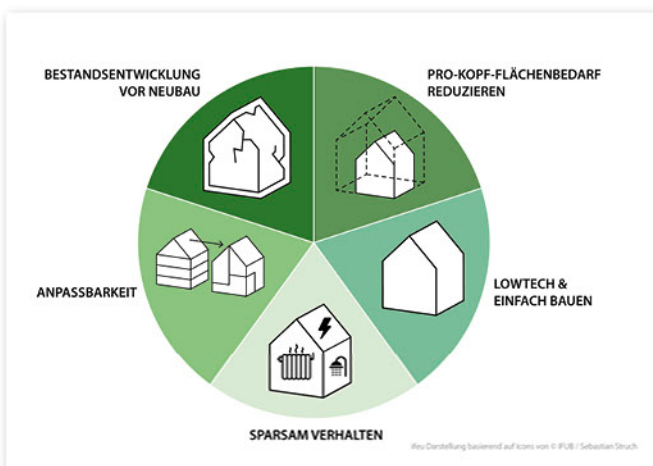 BESTANDSENTWICKLUNG
VOR NEUBAU
PRO-KOPF-FLÄCHENBEDARF
REDUZIEREN
ANPASSBARKEIT
LOWTECH &
EINFACH BAUEN
SPARSAM VERHALTEN
ifeu Darstellung basierend auf Icons von © IFUB / Sebastian Struch